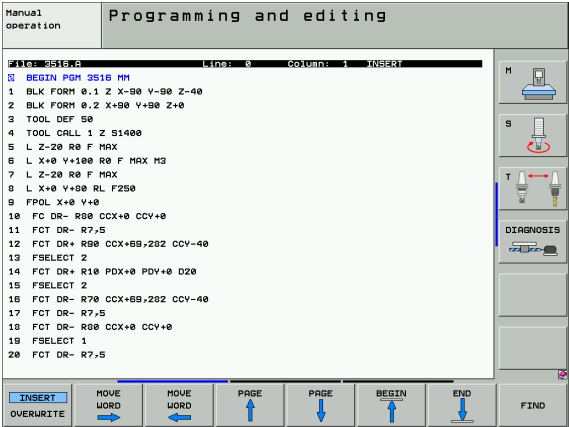 Manual
operation
Programming and editing
File: 3516.A Line: 0 Column: 1 INSERT
0 BEGIN PGM 3516 MM
1 BLK FORM 0.1 Z X-90 Y-90 Z-40
2 BLK FORM 0.2 X+90 Y+90 Z+0
3 TOOL DEF 50
4 TOOL CALL 1 Z S1400
5 L Z-20 R0 F MAX
6 L X+0 Y+100 R0 F MAX M3
7 L Z-20 R0 F MAX
8 L X+0 Y+80 RL F250
9 FPOL X+0 Y+0
10 FC DR- R80 CCX+0 CCY+0
11 FCT DR- R7,5
12 FCT DR+ R90 CCX+69,282 CCY-40
13 FSELECT 2
14 FCT DR+ R10 PDX+0 PDY+0 D20
15 FSELECT 2
16 FCT DR- R70 CCX+69,282 CCY-40
17 FCT DR- R7,5
18 FCT DR- R80 CCX+0 CCY+0
19 FSELECT 1
20 FCT DR- R7,5
M
S
T
DIAGNOSIS
INSERT
OVERWRITE
MOVE
WORD
MOVE
WORD
PAGE
PAGE
BEGIN
END
FIND